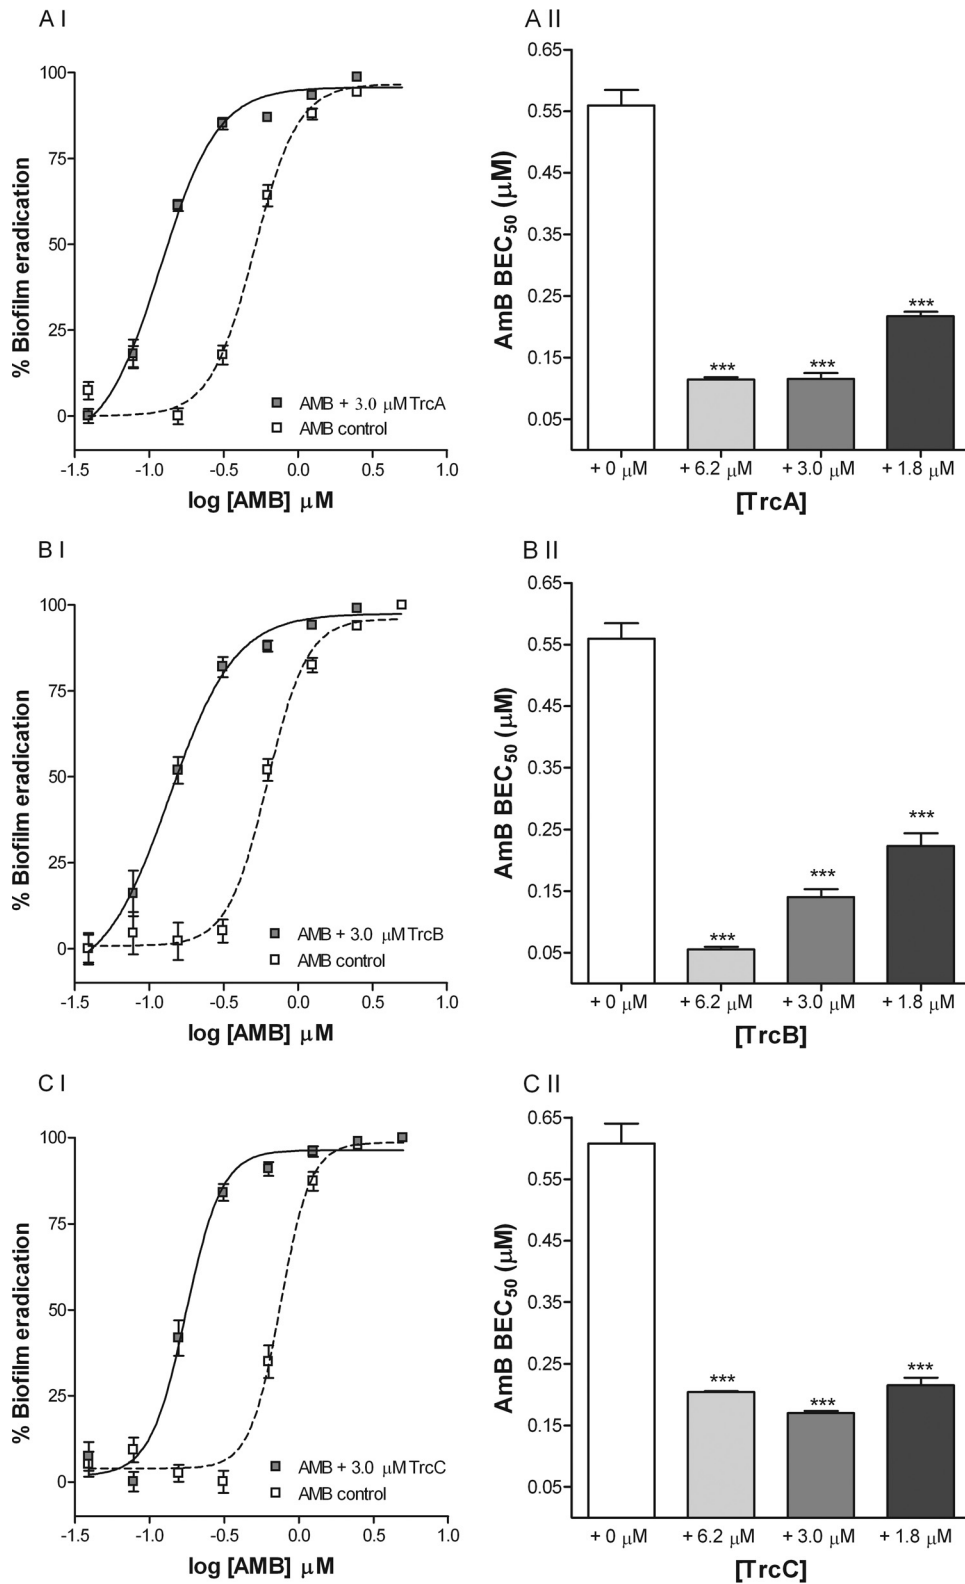 A I
A II
100
75
50
25
0
% Biofilm eradication
AMB + 3.0 μM TrcA
AMB control
-1.5 -1.0 -0.5 0.0 0.5 1.0
log [AMB] μM
0.65
0.55
0.45
0.35
0.25
0.15
0.05
AmB BEC50 (μM)
***
***
***
+ 0 μM + 6.2 μM + 3.0 μM + 1.8 μM
[TrcA]
B I
B II
100
75
50
25
0
% Biofilm eradication
AMB + 3.0 μM TrcB
AMB control
-1.5 -1.0 -0.5 0.0 0.5 1.0
log [AMB] μM
0.65
0.55
0.45
0.35
0.25
0.15
0.05
AmB BEC50 (μM)
***
***
***
+ 0 μM + 6.2 μM + 3.0 μM + 1.8 μM
[TrcB]
C I
C II
100
75
50
25
0
% Biofilm eradication
AMB + 3.0 μM TrcC
AMB control
-1.5 -1.0 -0.5 0.0 0.5 1.0
log [AMB] μM
0.65
0.55
0.45
0.35
0.25
0.15
0.05
AmB BEC50 (μM)
***
***
***
+ 0 μM + 6.2 μM + 3.0 μM + 1.8 μM
[TrcC]